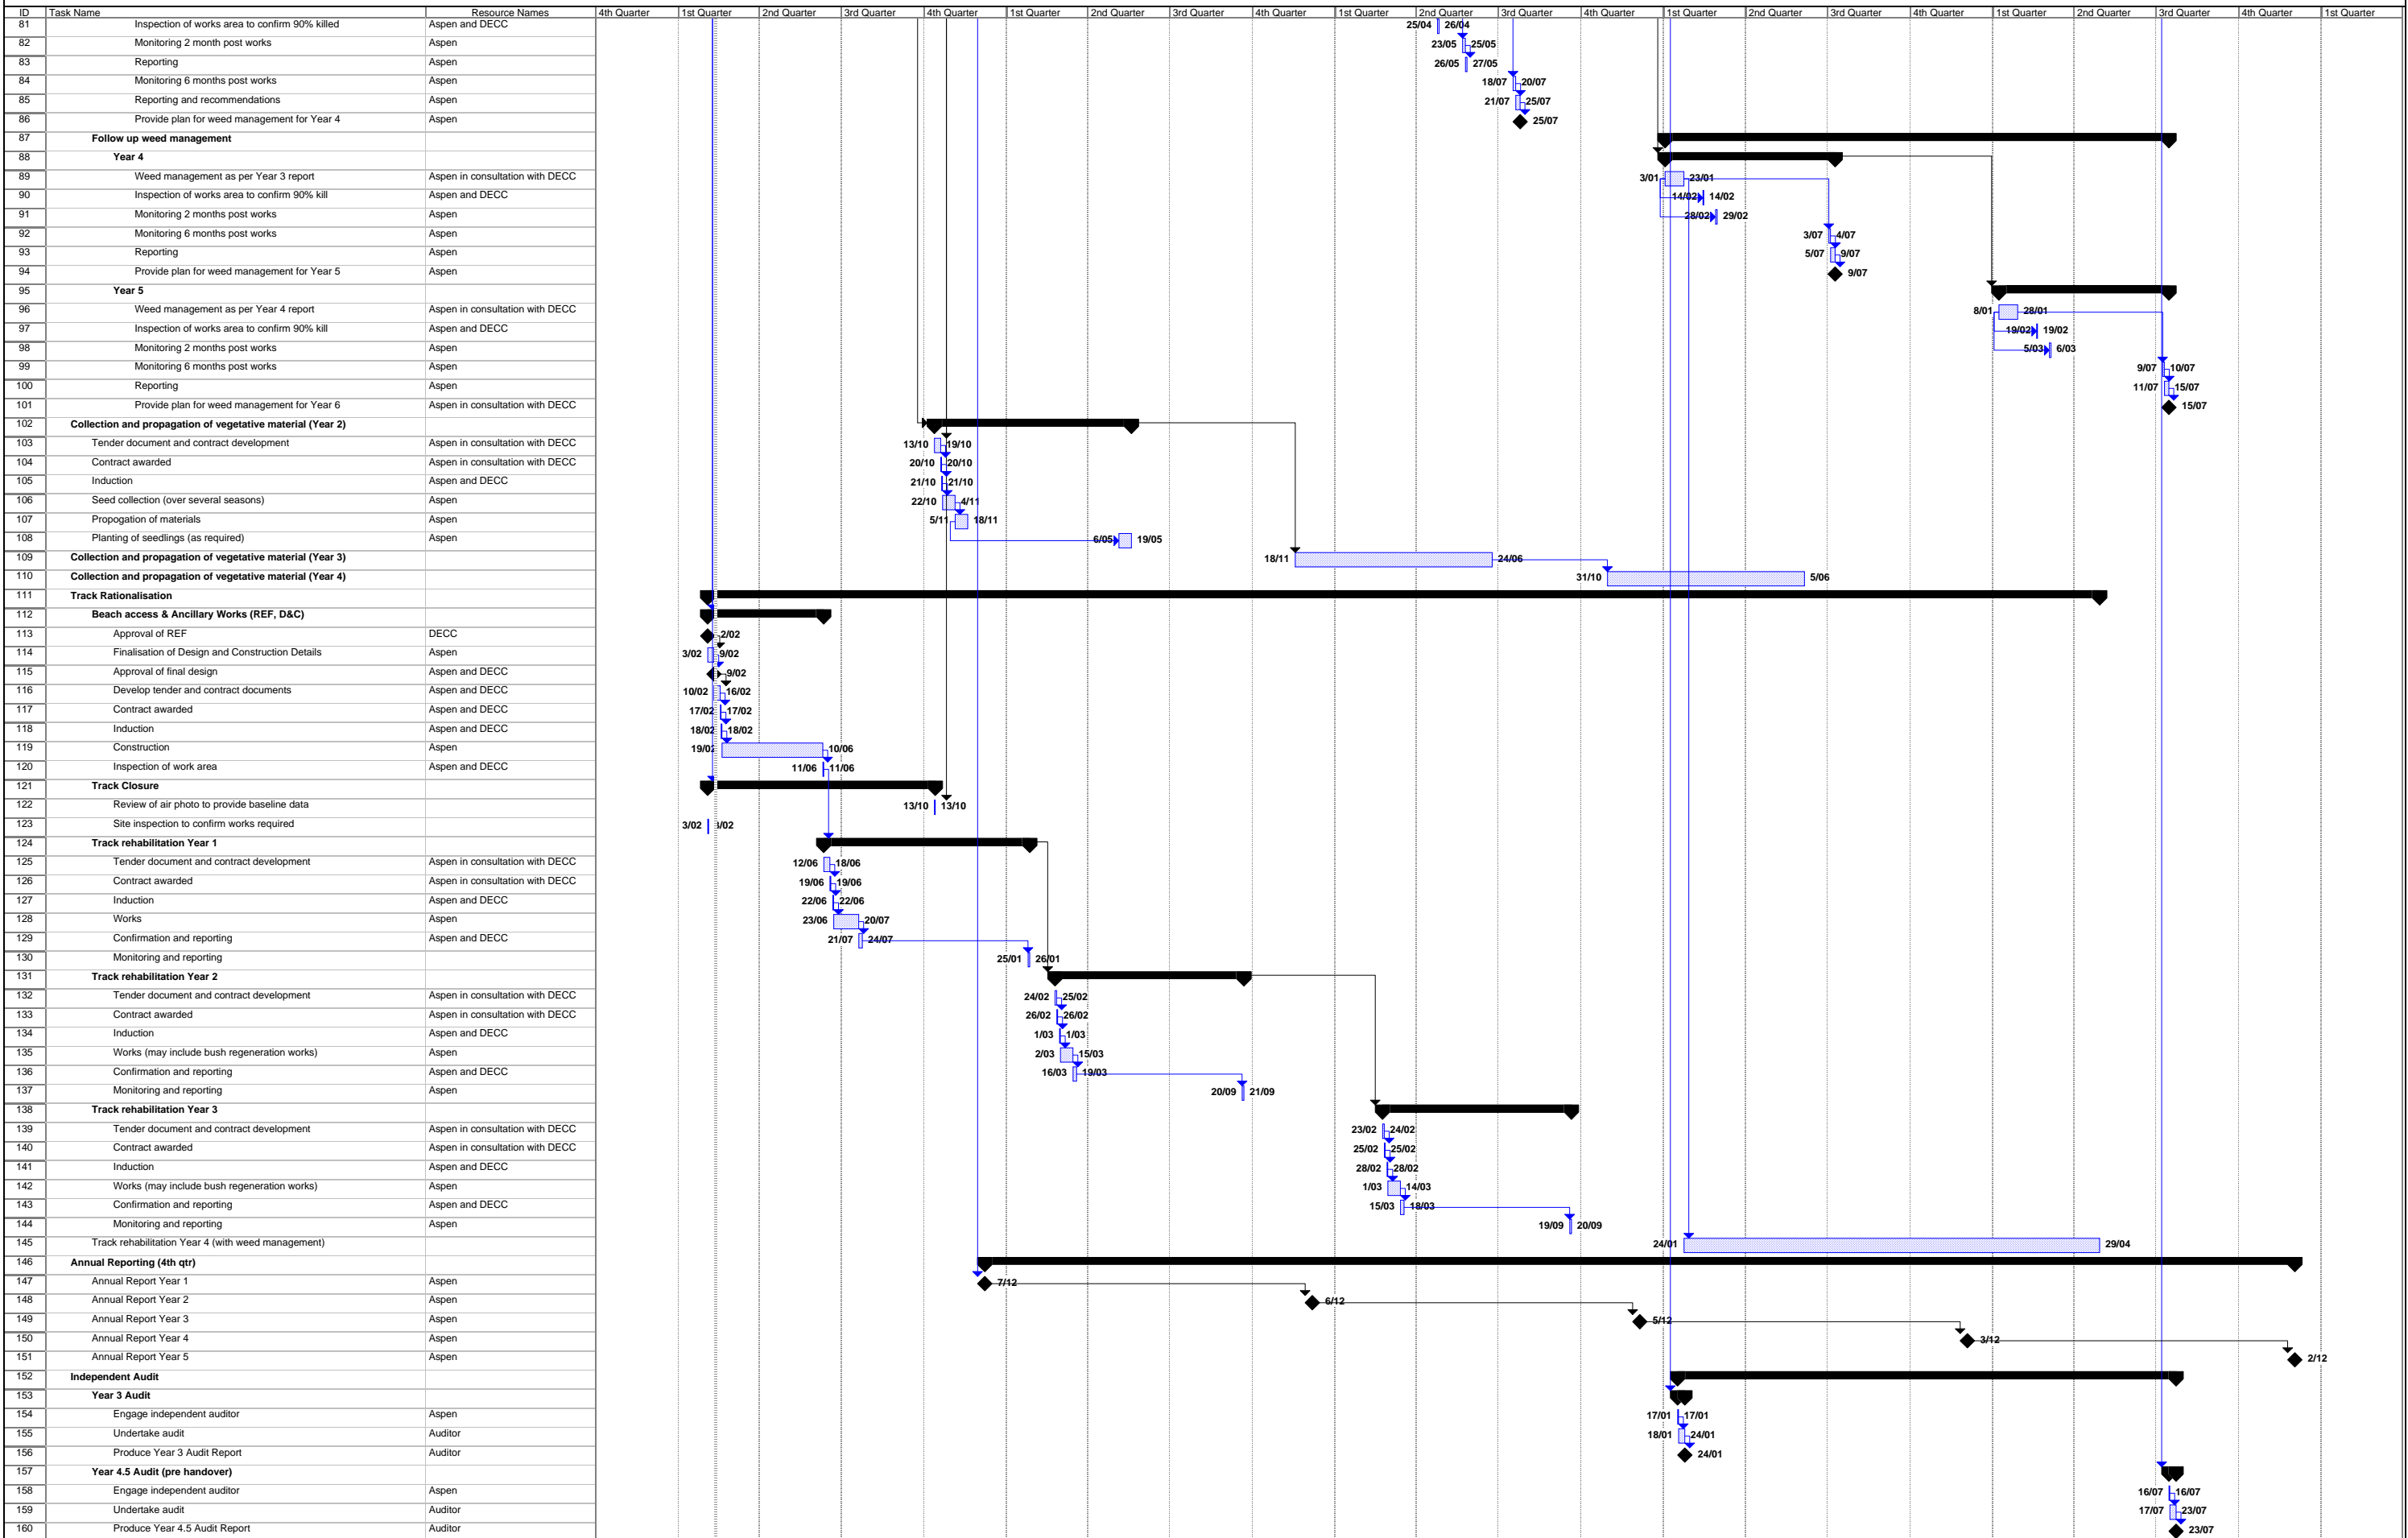 ID Task Name Resource Names 4th Quarter 1st Quarter 2nd Quarter 3rd Quarter 4th Quarter 1st Quarter 2nd Quarter 3rd Quarter 4th Quarter 1st Quarter 2nd Quarter 3rd Quarter 4th Quarter 1st Quarter 2nd Quarter 3rd Quarter 4th Quarter 1st Quarter 2nd Quarter 3rd Quarter 4th Quarter 1st Quarter
81 Inspection of works area to confirm 90% killed Aspen and DECC 25/04 26/04
82 Monitoring 2 month post works Aspen 23/05 25/05
83 Reporting Aspen 26/05 27/05
84 Monitoring 6 months post works Aspen 18/07 20/07
85 Reporting and recommendations Aspen 21/07 25/07
86 Provide plan for weed management for Year 4 Aspen 25/07
87 Follow up weed management
88 Year 4
89 Weed management as per Year 3 report Aspen in consultation with DECC 3/01 23/01
90 Inspection of works area to confirm 90% kill Aspen and DECC 14/02 14/02
91 Monitoring 2 months post works Aspen 28/02 29/02
92 Monitoring 6 months post works Aspen 3/07 4/07
93 Reporting Aspen 5/07 9/07
94 Provide plan for weed management for Year 5 Aspen 9/07
95 Year 5
96 Weed management as per Year 4 report Aspen in consultation with DECC 8/01 28/01
97 Inspection of works area to confirm 90% kill Aspen and DECC 19/02 19/02
98 Monitoring 2 months post works Aspen 5/03 6/03
99 Monitoring 6 months post works Aspen 9/07 10/07
100 Reporting Aspen 11/07 15/07
101 Provide plan for weed management for Year 6 Aspen in consultation with DECC 15/07
102 Collection and propagation of vegetative material (Year 2)
103 Tender document and contract development Aspen in consultation with DECC 13/10 19/10
104 Contract awarded Aspen in consultation with DECC 20/10 20/10
105 Induction Aspen and DECC 21/10 21/10
106 Seed collection (over several seasons) Aspen 22/10 4/11
107 Propogation of materials Aspen 5/11 18/11
108 Planting of seedlings (as required) Aspen 6/05 19/05
109 Collection and propagation of vegetative material (Year 3) 18/11 24/06
110 Collection and propagation of vegetative material (Year 4) 31/10 5/06
111 Track Rationalisation
112 Beach access & Ancillary Works (REF, D&C)
113 Approval of REF DECC 2/02
114 Finalisation of Design and Construction Details Aspen 3/02 9/02
115 Approval of final design Aspen and DECC 9/02
116 Develop tender and contract documents Aspen and DECC 10/02 16/02
117 Contract awarded Aspen and DECC 17/02 17/02
118 Induction Aspen and DECC 18/02 18/02
119 Construction Aspen 19/02 10/06
120 Inspection of work area Aspen and DECC 11/06 11/06
121 Track Closure
122 Review of air photo to provide baseline data 13/10 13/10
123 Site inspection to confirm works required 3/02 /02
124 Track rehabilitation Year 1
125 Tender document and contract development Aspen in consultation with DECC 12/06 18/06
126 Contract awarded Aspen in consultation with DECC 19/06 19/06
127 Induction Aspen and DECC 22/06 22/06
128 Works Aspen 23/06 20/07
129 Confirmation and reporting Aspen and DECC 21/07 24/07
130 Monitoring and reporting 25/01 26/01
131 Track rehabilitation Year 2
132 Tender document and contract development Aspen in consultation with DECC 24/02 25/02
133 Contract awarded Aspen in consultation with DECC 26/02 26/02
134 Induction Aspen and DECC 1/03 1/03
135 Works (may include bush regeneration works) Aspen 2/03 15/03
136 Confirmation and reporting Aspen and DECC 16/03 19/03
137 Monitoring and reporting Aspen 20/09 21/09
138 Track rehabilitation Year 3
139 Tender document and contract development Aspen in consultation with DECC 23/02 24/02
140 Contract awarded Aspen in consultation with DECC 25/02 25/02
141 Induction Aspen and DECC 28/02 28/02
142 Works (may include bush regeneration works) Aspen 1/03 14/03
143 Confirmation and reporting Aspen and DECC 15/03 18/03
144 Monitoring and reporting Aspen 19/09 20/09
145 Track rehabilitation Year 4 (with weed management) 24/01 29/04
146 Annual Reporting (4th qtr)
147 Annual Report Year 1 Aspen 7/12
148 Annual Report Year 2 Aspen 6/12
149 Annual Report Year 3 Aspen 5/12
150 Annual Report Year 4 Aspen 3/12
151 Annual Report Year 5 Aspen 2/12
152 Independent Audit
153 Year 3 Audit
154 Engage independent auditor Aspen 17/01 17/01
155 Undertake audit Auditor 18/01 24/01
156 Produce Year 3 Audit Report Auditor 24/01
157 Year 4.5 Audit (pre handover)
158 Engage independent auditor Aspen 16/07 16/07
159 Undertake audit Auditor 17/07 23/07
160 Produce Year 4.5 Audit Report Auditor 23/07